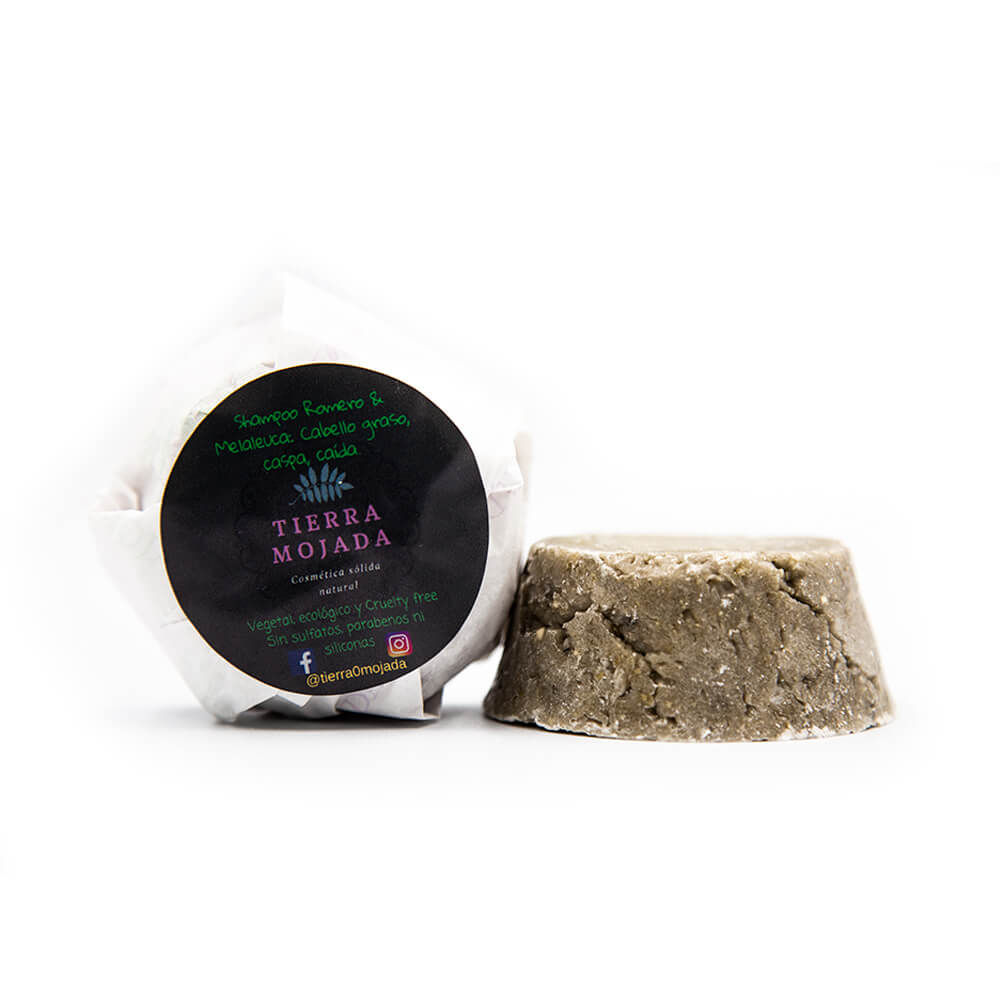 Shampoo Romero &
Melaleuca: Cabello graso,
caspa, caída.
TIERRA
MOJADA
Cosmética sólida
natural
Vegetal, ecológico y Cruelty free
Sin sulfatos, parabenos ni
siliconas
@tierra0mojada